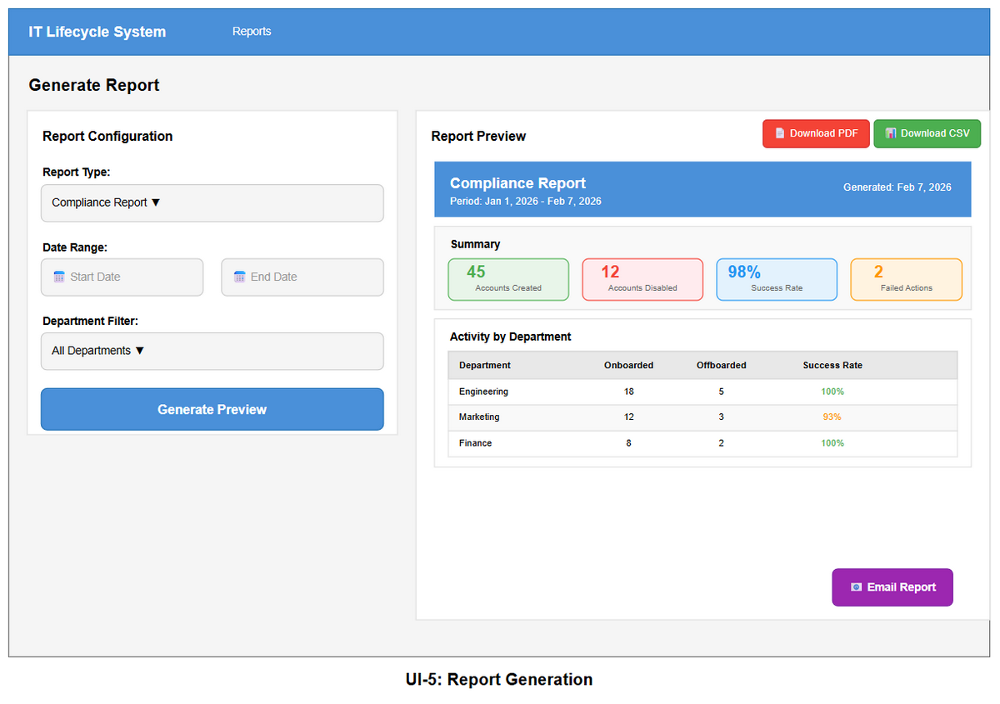 IT Lifecycle System
Reports
Generate Report
Report Configuration
Report Type:
Compliance Report ▼
Date Range:
Start Date
End Date
Department Filter:
All Departments ▼
Generate Preview
Report Preview
Download PDF
Download CSV
Compliance Report
Period: Jan 1, 2026 - Feb 7, 2026
Generated: Feb 7, 2026
Summary
45
Accounts Created
12
Accounts Disabled
98%
Success Rate
2
Failed Actions
Activity by Department
Department Onboarded Offboarded Success Rate
Engineering 18 5 100%
Marketing 12 3 93%
Finance 8 2 100%
Email Report
UI-5: Report Generation